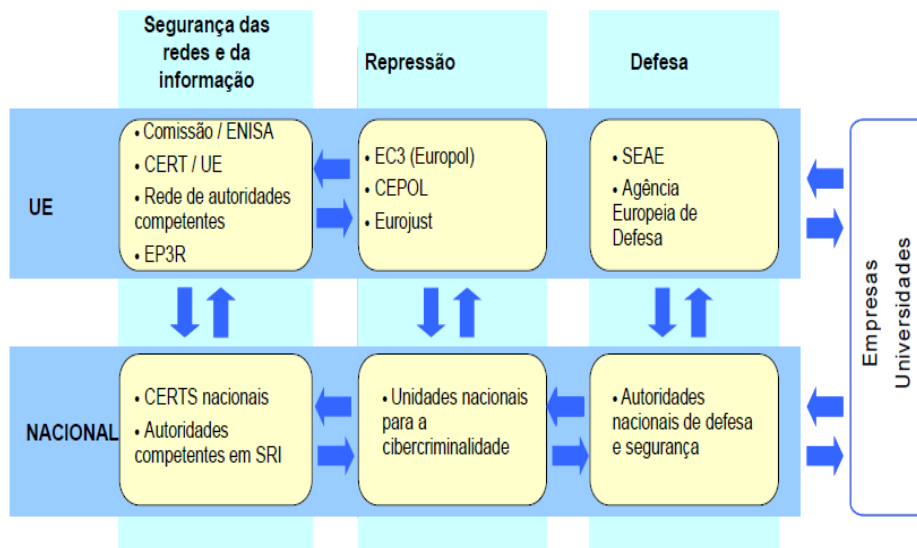 Segurança das
redes e da
informação
Repressão
Defesa
UE
• Comissão / ENISA
• CERT / UE
• Rede de autoridades
competentes
• EP3R
• EC3 (Europol)
• CEPOL
• Eurojust
• SEAE
• Agência
Europeia de
Defesa
NACIONAL
• CERTS nacionais
• Autoridades
competentes em SRI
• Unidades nacionais
para a
cibercriminalidade
• Autoridades
nacionais de defesa
e segurança
Empresas
Universidades